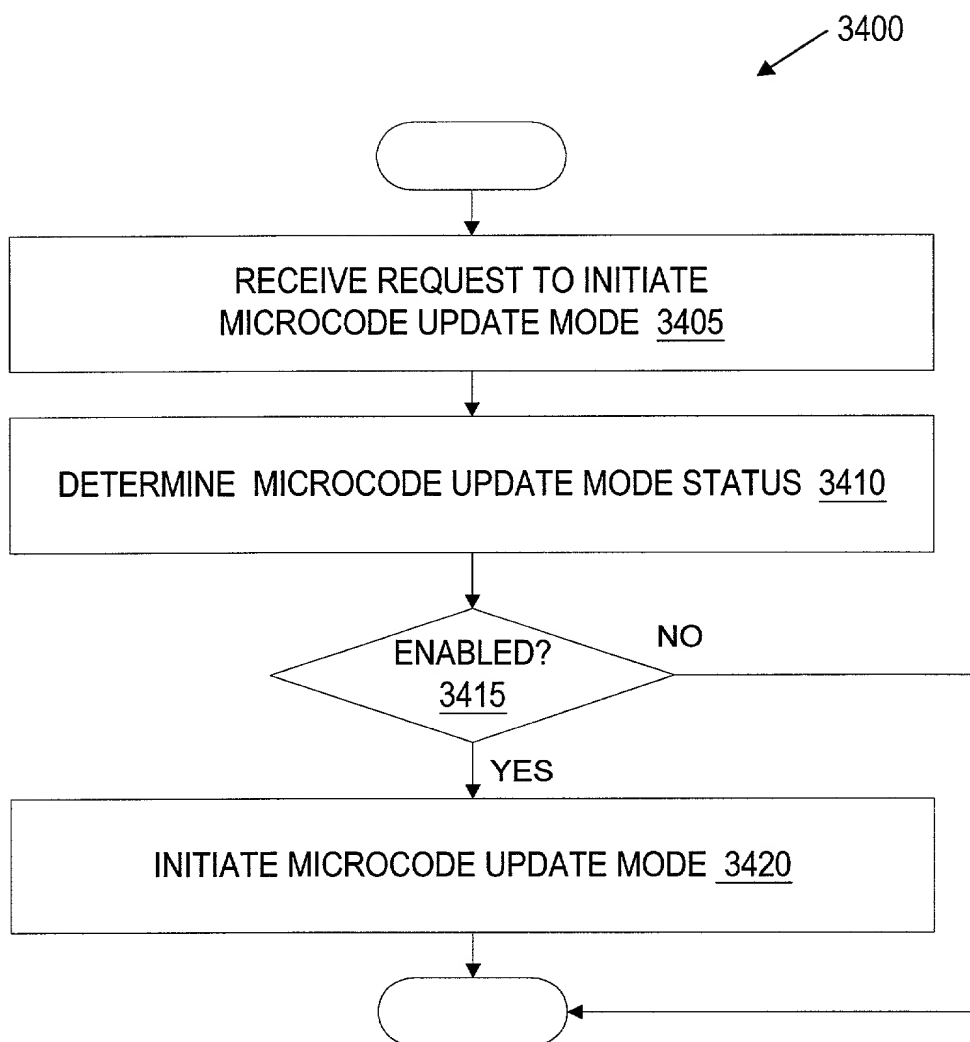 3400
RECEIVE REQUEST TO INITIATE
MICROCODE UPDATE MODE 3405
DETERMINE MICROCODE UPDATE MODE STATUS 3410
ENABLED?
3415
NO
YES
INITIATE MICROCODE UPDATE MODE 3420